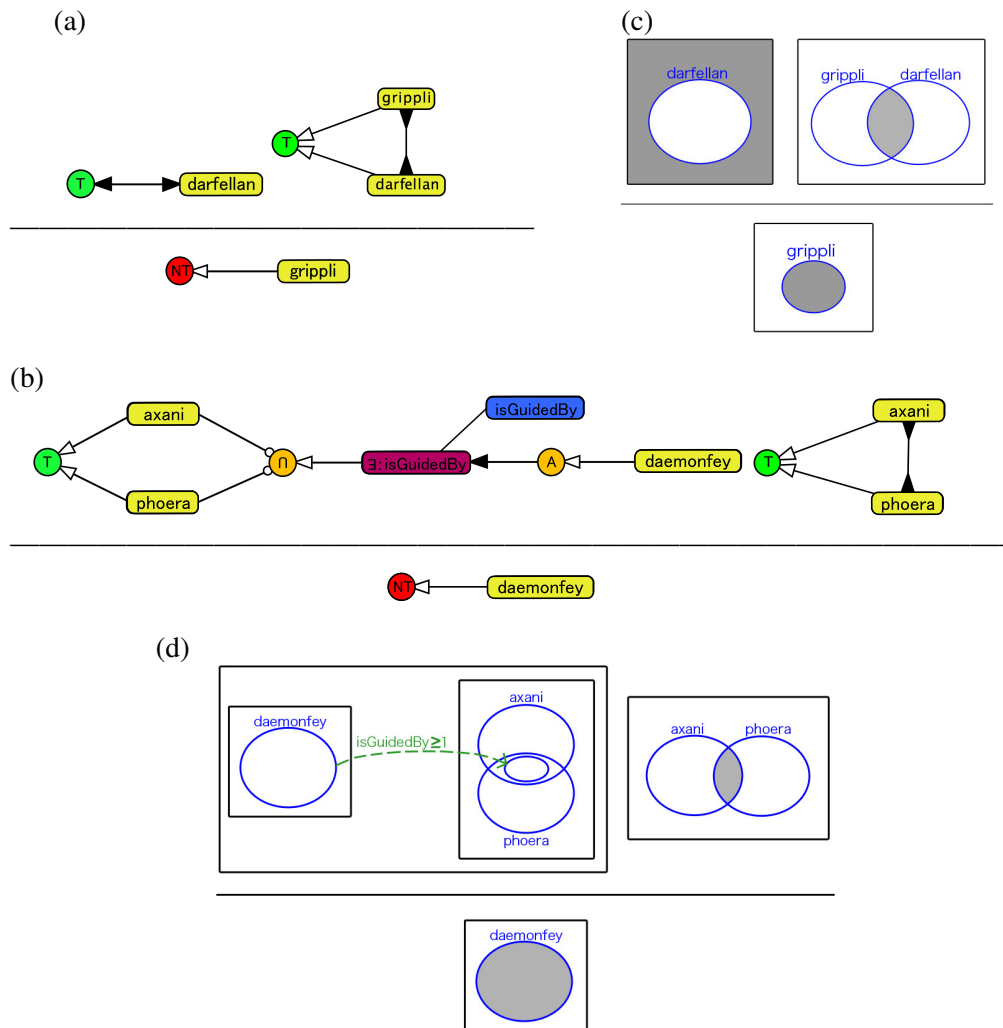 (a)
grippli
T
T
darfellan
darfellan
NT
grippli
(c)
darfellan
grippli darfellan
grippli
(b)
axani
isGuidedBy
axani
T
∩
∃:isGuidedBy
A
daemonfey
T
phoera
phoera
NT
daemonfey
(d)
daemonfey
isGuidedBy≥1
axani
phoera
axani phoera
daemonfey